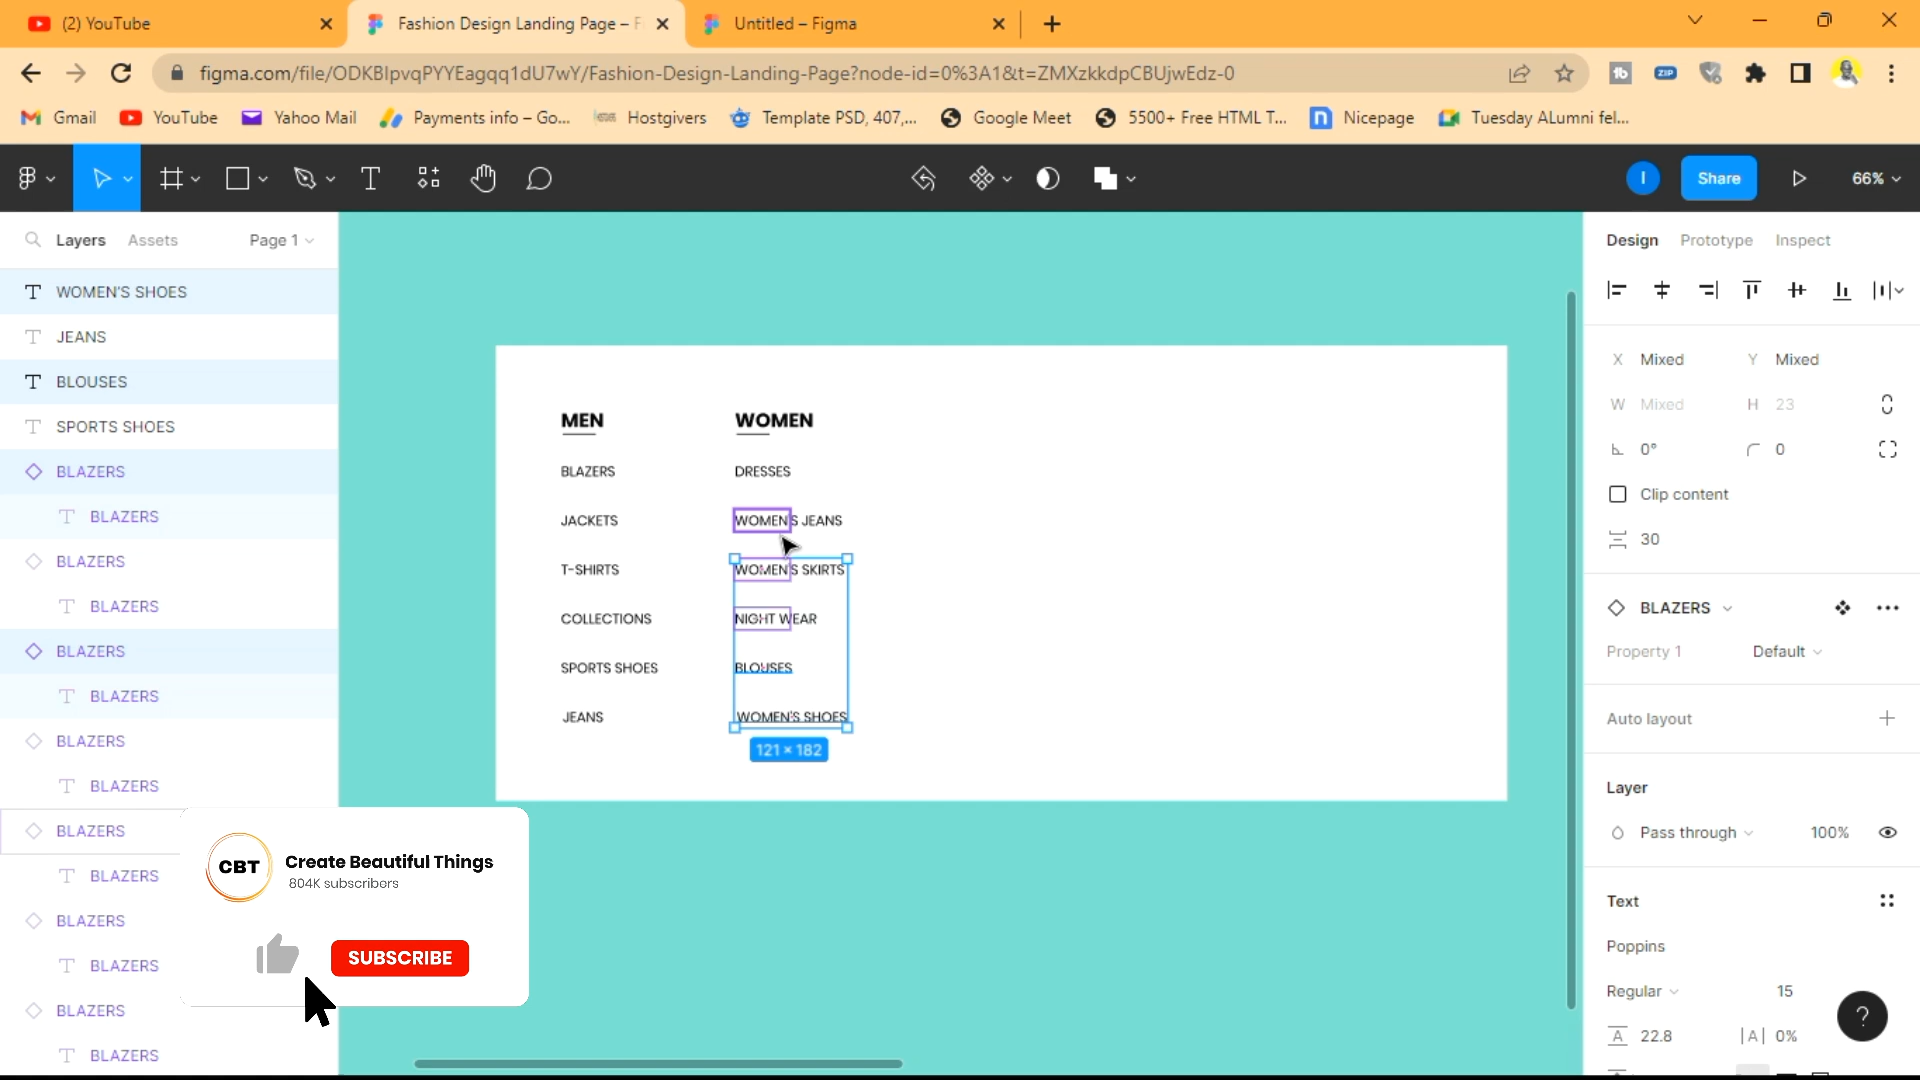 (2) YouTube
Fashion Design Landing Page – F
Untitled – Figma
figma.com/file/ODKBIpvqPYYEagqq1dU7wY/Fashion-Design-Landing-Page?node-id=0%3A1&t=ZMXzkkdpCBUjwEdz-0
tb
ZIP
Gmail
YouTube
Yahoo Mail
Payments info – Go...
Hostgivers
Template PSD, 407,...
Google Meet
5500+ Free HTML T...
Nicepage
Tuesday ALumni fel...
I
Share
66%
Layers
Assets
Page 1
WOMEN'S SHOES
JEANS
BLOUSES
SPORTS SHOES
BLAZERS
BLAZERS
BLAZERS
BLAZERS
BLAZERS
BLAZERS
BLAZERS
BLAZERS
BLAZERS
BLAZERS
BLAZERS
BLAZERS
BLAZERS
BLAZERS
MEN
BLAZERS
JACKETS
T-SHIRTS
COLLECTIONS
SPORTS SHOES
JEANS
WOMEN
DRESSES
WOMEN'S JEANS
WOMEN'S SKIRTS
NIGHT WEAR
BLOUSES
WOMEN'S SHOES
121 × 182
CBT
Create Beautiful Things
804K subscribers
SUBSCRIBE
Design
Prototype
Inspect
X Mixed
Y Mixed
W Mixed
H 23
0°
0
Clip content
30
BLAZERS
Property 1
Default
Auto layout
Layer
Pass through
100%
Text
Poppins
Regular
15
A 22.8
|A| 0%
?